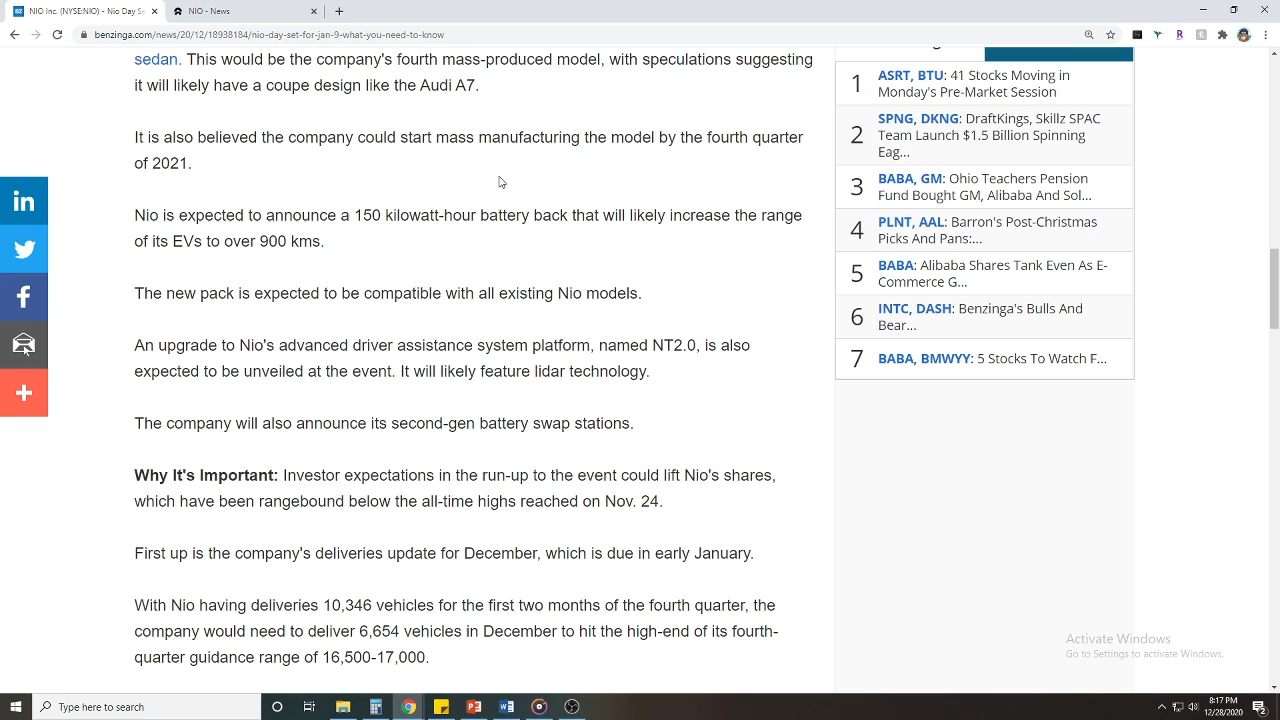 NIO Inc. (NYSE:NIO) - Nio Day Se
NIO - News
benzinga.com/news/20/12/18938184/nio-day-set-for-jan-9-what-you-need-to-know
sedan. This would be the company's fourth mass-produced model, with speculations suggesting
it will likely have a coupe design like the Audi A7.
It is also believed the company could start mass manufacturing the model by the fourth quarter
of 2021.
Nio is expected to announce a 150 kilowatt-hour battery back that will likely increase the range
of its EVs to over 900 kms.
The new pack is expected to be compatible with all existing Nio models.
An upgrade to Nio's advanced driver assistance system platform, named NT2.0, is also
expected to be unveiled at the event. It will likely feature lidar technology.
The company will also announce its second-gen battery swap stations.
Why It's Important: Investor expectations in the run-up to the event could lift Nio's shares,
which have been rangebound below the all-time highs reached on Nov. 24.
First up is the company's deliveries update for December, which is due in early January.
With Nio having deliveries 10,346 vehicles for the first two months of the fourth quarter, the
company would need to deliver 6,654 vehicles in December to hit the high-end of its fourth-
quarter guidance range of 16,500-17,000.
1
ASRT, BTU: 41 Stocks Moving in
Monday's Pre-Market Session
2
SPNG, DKNG: DraftKings, Skillz SPAC
Team Launch $1.5 Billion Spinning
Eag...
3
BABA, GM: Ohio Teachers Pension
Fund Bought GM, Alibaba And Sol...
4
PLNT, AAL: Barron's Post-Christmas
Picks And Pans:...
5
BABA: Alibaba Shares Tank Even As E-
Commerce G...
6
INTC, DASH: Benzinga's Bulls And
Bear...
7
BABA, BMWYY: 5 Stocks To Watch F...
Activate Windows
Go to Settings to activate Windows.
Type here to search
8:17 PM
12/28/2020